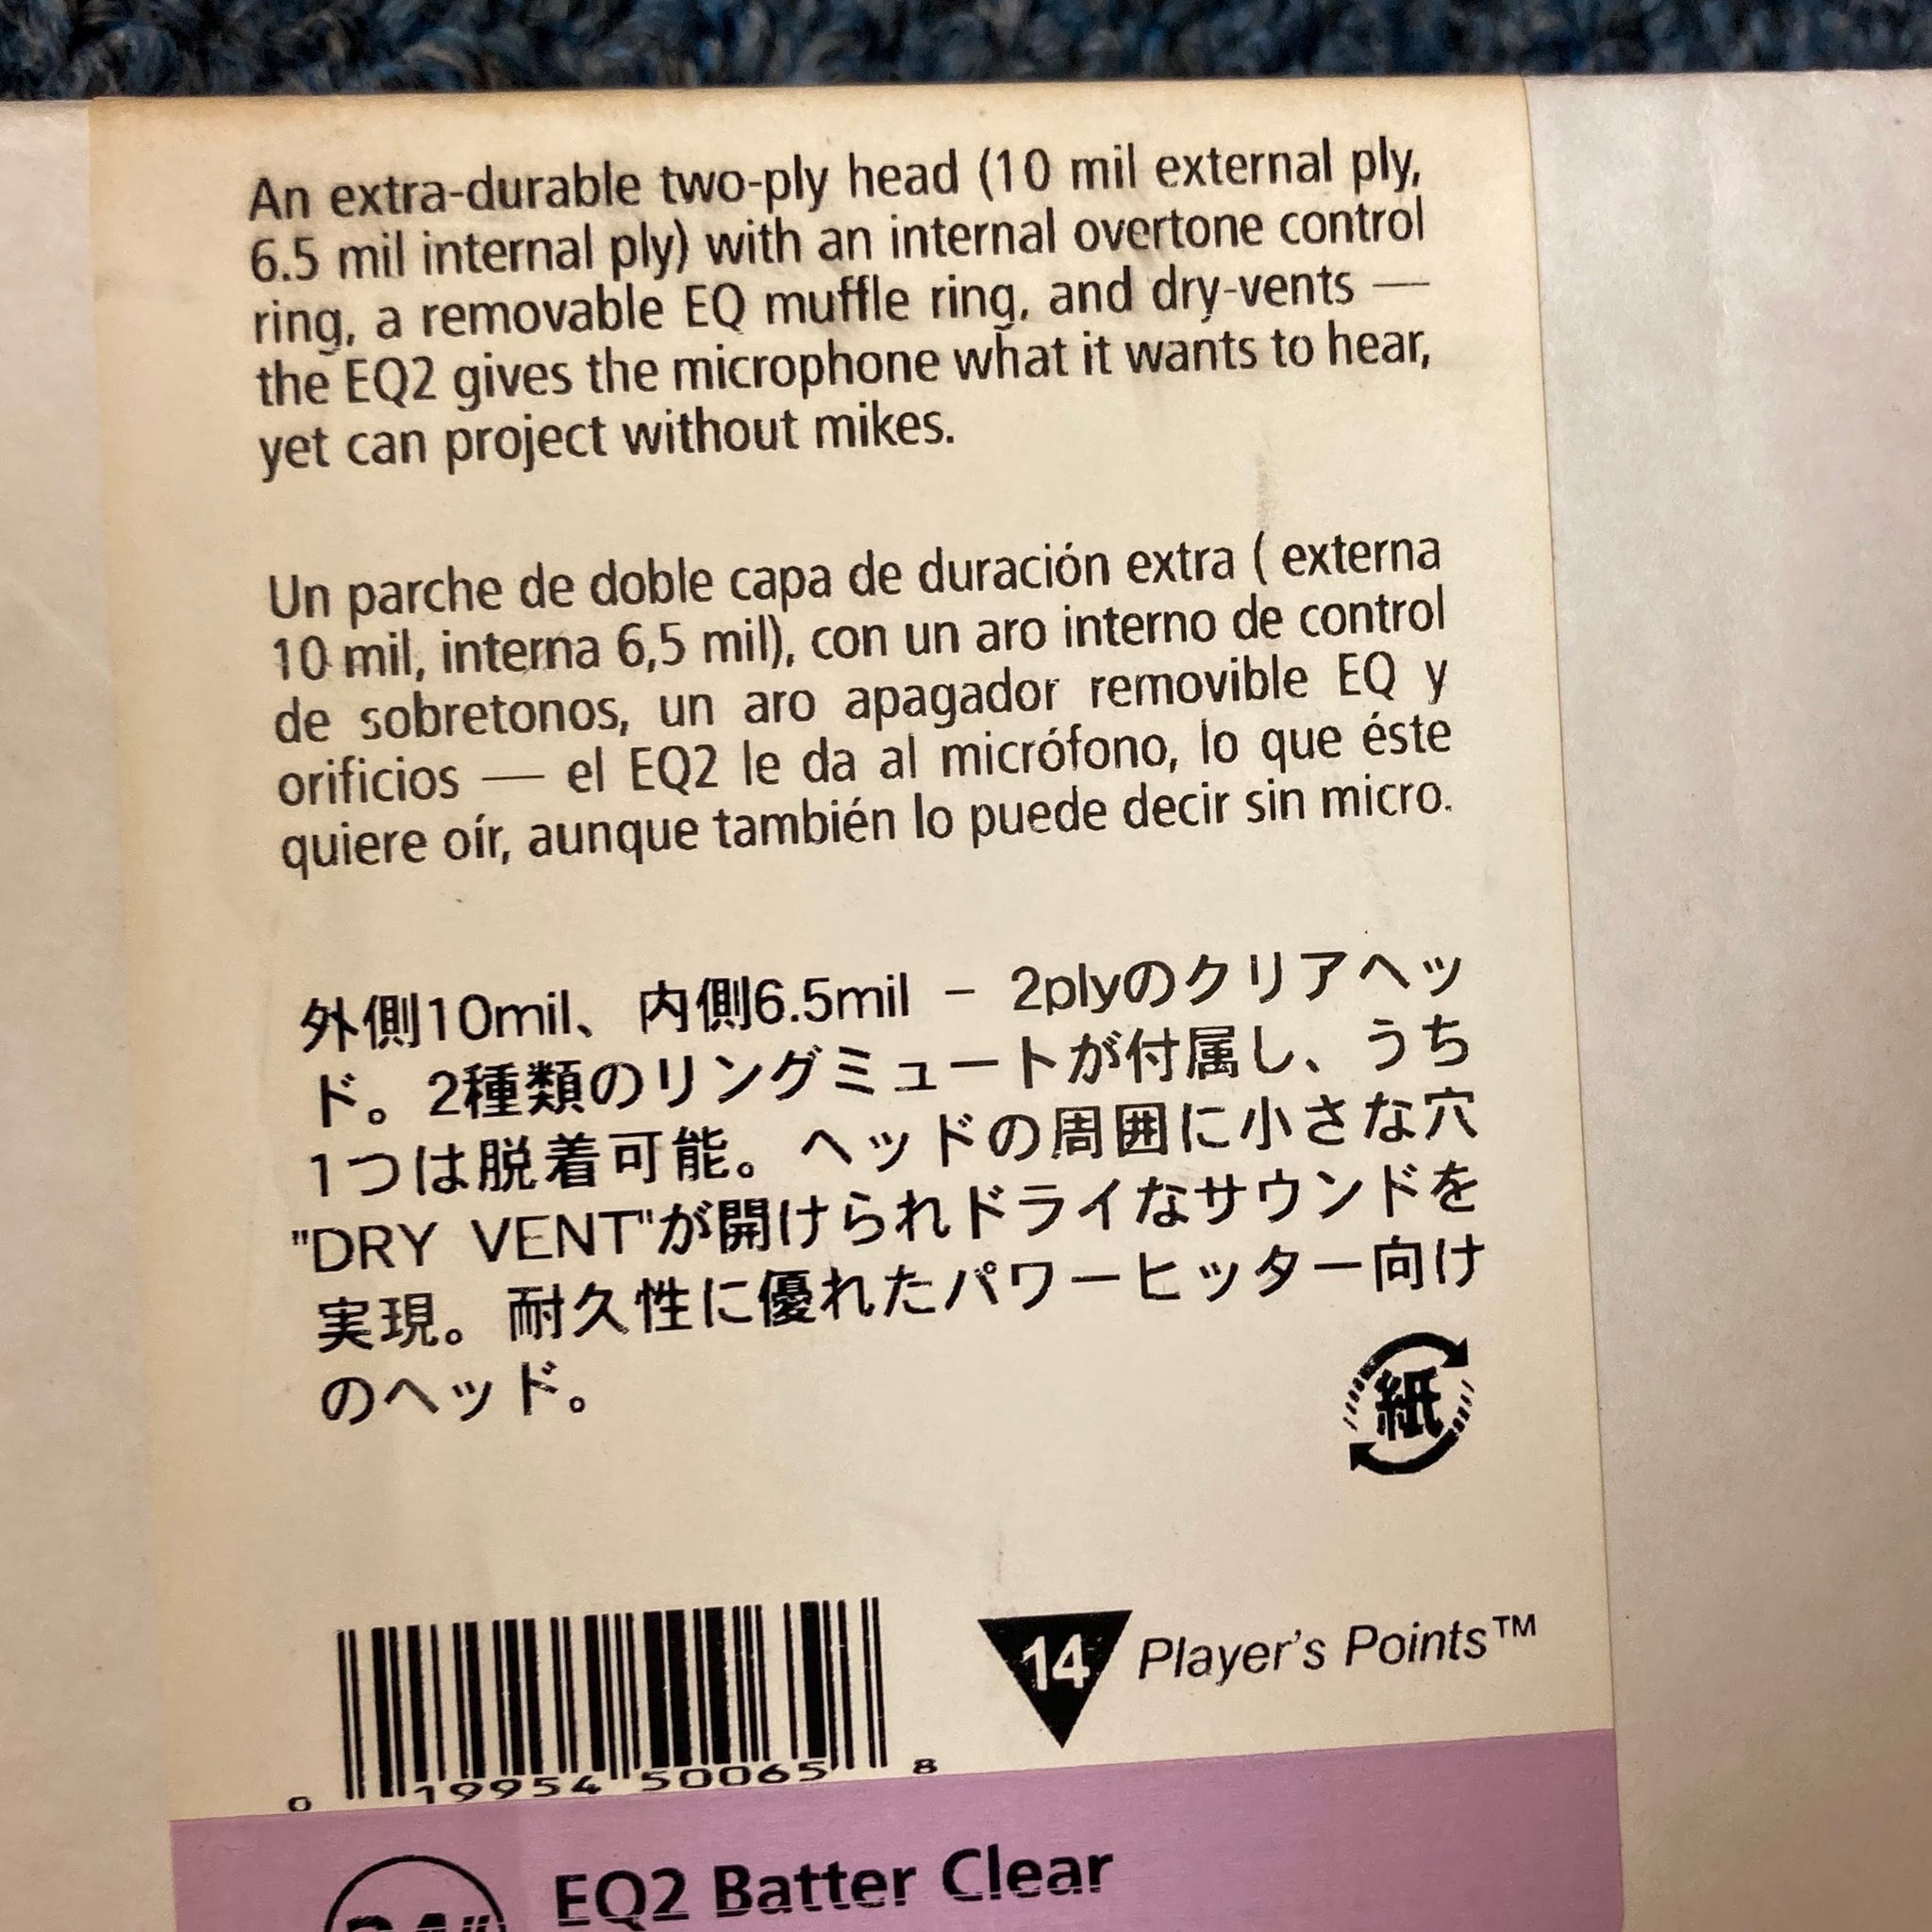 An extra-durable two-ply head (10 mil external ply,
6.5 mil internal ply) with an internal overtone control
ring, a removable EQ muffle ring, and dry-vents —
the EQ2 gives the microphone what it wants to hear,
yet can project without mikes.
Un parche de doble capa de duración extra ( externa
10 mil, interna 6,5 mil), con un aro interno de control
de sobretonos, un aro apagador removible EQ y
orificios — el EQ2 le da al micrófono, lo que éste
quiere oír, aunque también lo puede decir sin micro.
外側10mil、内側6.5mil － 2plyのクリアヘッ
ド。2種類のリングミュートが付属し、うち
1つは脱着可能。ヘッドの周囲に小さな穴
"DRY VENT"が開けられドライなサウンドを
実現。耐久性に優れたパワーヒッター向け
のヘッド。
紙
14 Player's Points™
0 19954 50065 8
EQ2 Batter Clear